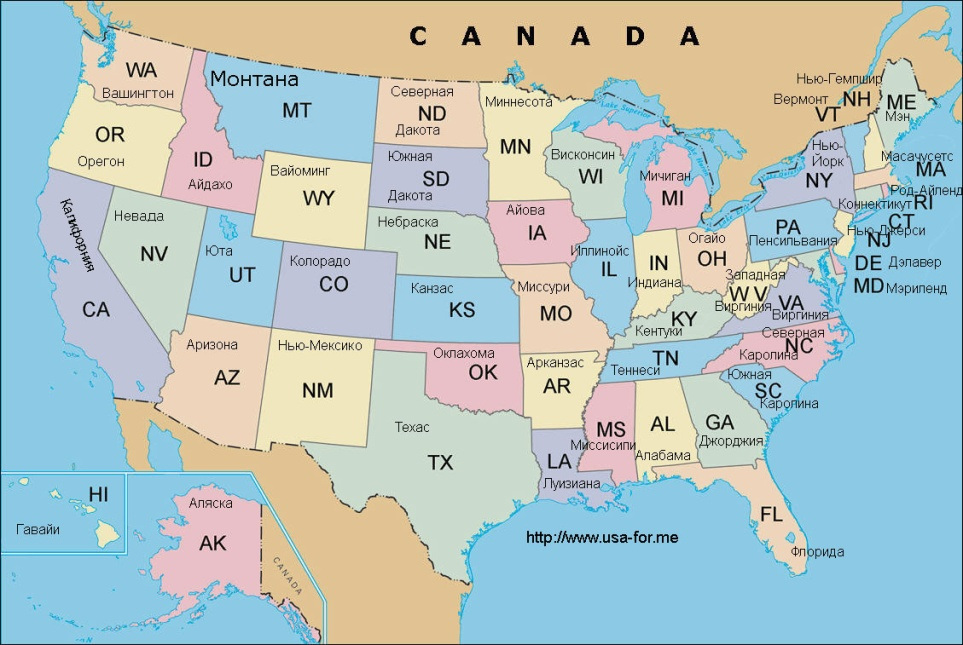 C A N A D A
WA
Вашингтон
Монтана
MT
Северная
ND
Дакота
Миннесота
MN
Lake Superior
Нью-Гемпшир
Вермонт
NH
VT
ME
Мэн
OR
Орегон
ID
Айдахо
Вайоминг
WY
Южная
SD
Дакота
Висконсин
WI
Мичиган
MI
Нью-
Йорк
NY
Масачусетс
MA
Род-Айленд
RI
Коннектикут
CT
Калифорния
CA
Невада
NV
Юта
UT
Колорадо
CO
Небраска
NE
Айова
IA
Иллинойс
IL
IN
Индиана
Огайо
OH
PA
Пенсильвания
Нью-Джерси
NJ
DE
Дэлавер
MD
Мэриленд
Канзас
KS
Миссури
MO
Кентуки
KY
Западная
WV
Виргиния
VA
Виргиния
Аризона
AZ
Нью-Мексико
NM
Оклахома
OK
Арканзас
AR
TN
Теннеси
Северная
NC
Каролина
Южная
SC
Каролина
Техас
TX
LA
Луизиана
MS
Миссисипи
AL
Алабама
GA
Джорджия
FL
Флорида
HI
Гавайи
Аляска
AK
CANADA
http://www.usa-for.me